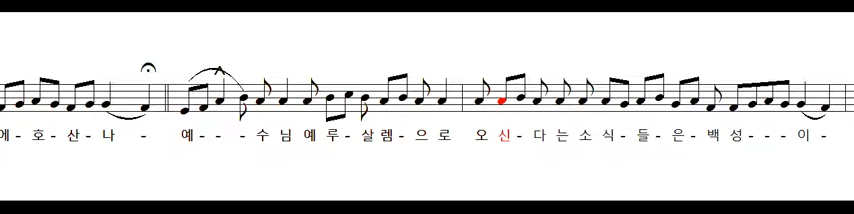 에 - 호 - 산 - 나 - 예 - - - 수 님 예 루 - 살 렘 - 으 로 오 신 - 다 는 소 식 - 들 - 은 - 백 성 - - - 이 -